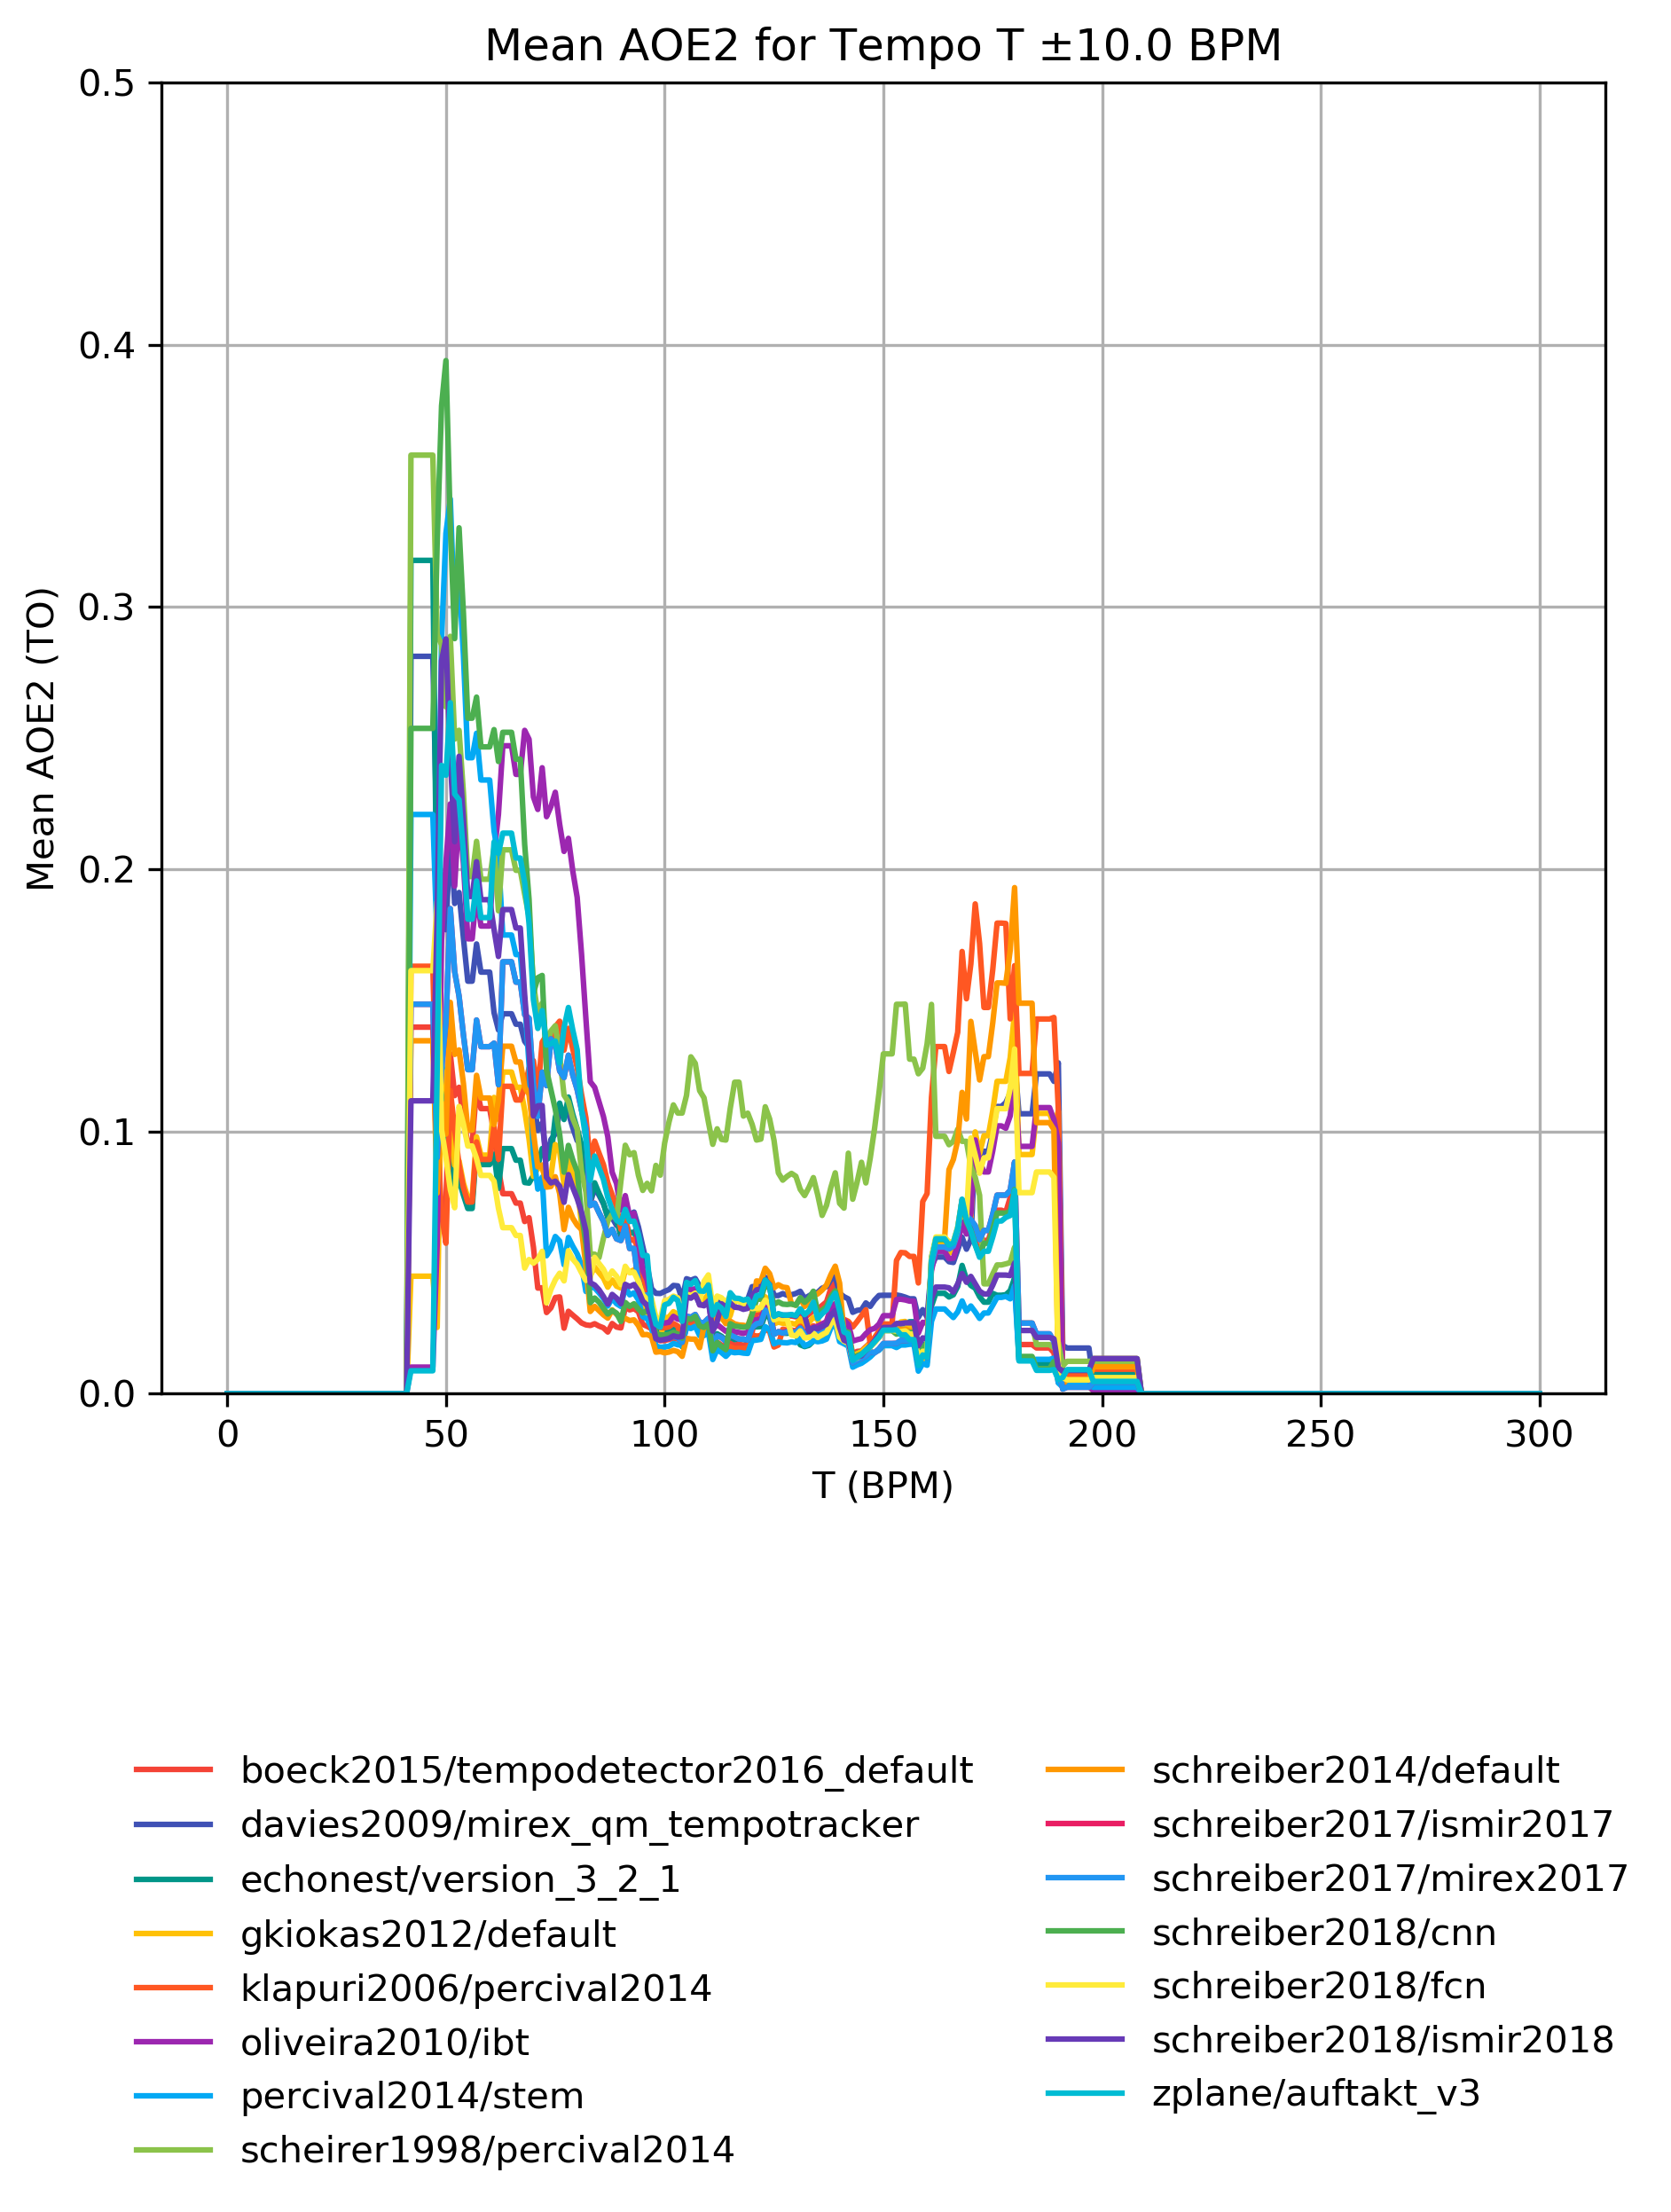 Mean AOE2 for Tempo T ±10.0 BPM
0.5
0.4
0.3
0.2
0.1
0.0
Mean AOE2 (TO)
0 50 100 150 200 250 300
T (BPM)
boeck2015/tempodetector2016_default
davies2009/mirex_qm_tempotracker
echonest/version_3_2_1
gkiokas2012/default
klapuri2006/percival2014
oliveira2010/ibt
percival2014/stem
scheirer1998/percival2014
schreiber2014/default
schreiber2017/ismir2017
schreiber2017/mirex2017
schreiber2018/cnn
schreiber2018/fcn
schreiber2018/ismir2018
zplane/auftakt_v3